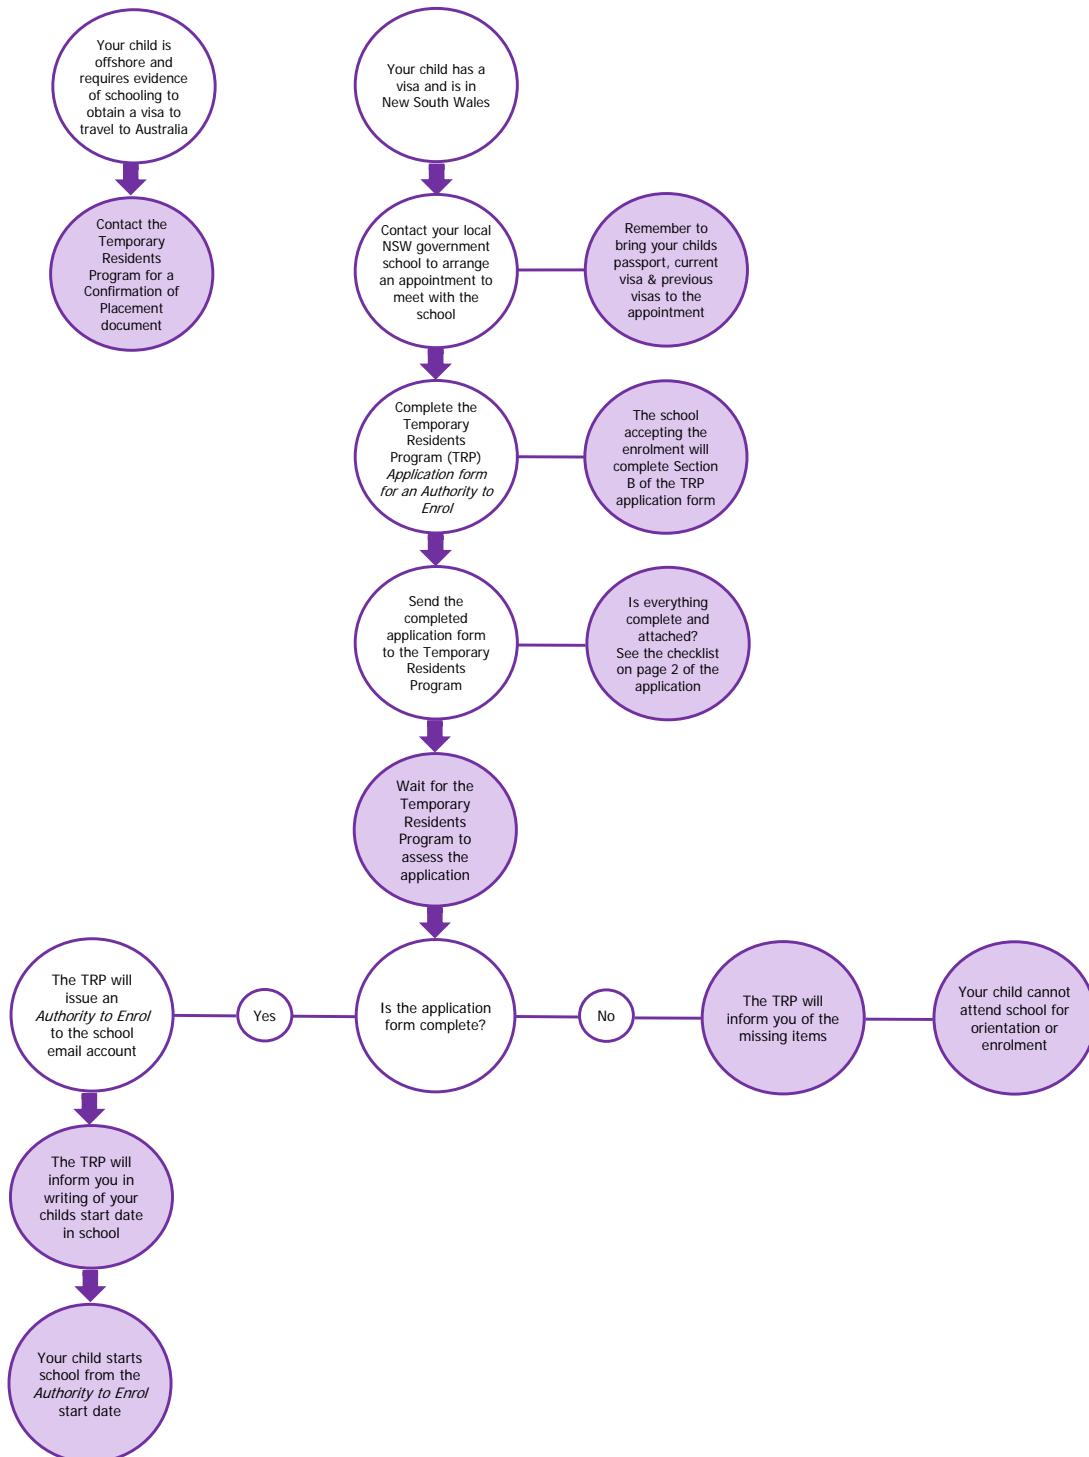 Your child is
offshore and
requires evidence
of schooling to
obtain a visa to
travel to Australia
Contact the
Temporary
Residents
Program for a
Confirmation of
Placement
document
Your child has a
visa and is in
New South Wales
Contact your local
NSW government
school to arrange
an appointment to
meet with the
school
Remember to
bring your childs
passport, current
visa & previous
visas to the
appointment
Complete the
Temporary
Residents
Program (TRP)
Application form
for an Authority to
Enrol
The school
accepting the
enrolment will
complete Section
B of the TRP
application form
Send the
completed
application form
to the Temporary
Residents
Program
Is everything
complete and
attached?
See the checklist
on page 2 of the
application
Wait for the
Temporary
Residents
Program to
assess the
application
Is the application
form complete?
Yes
The TRP will
issue an
Authority to Enrol
to the school
email account
No
The TRP will
inform you of the
missing items
Your child cannot
attend school for
orientation or
enrolment
The TRP will
inform you in
writing of your
childs start date
in school
Your child starts
school from the
Authority to Enrol
start date